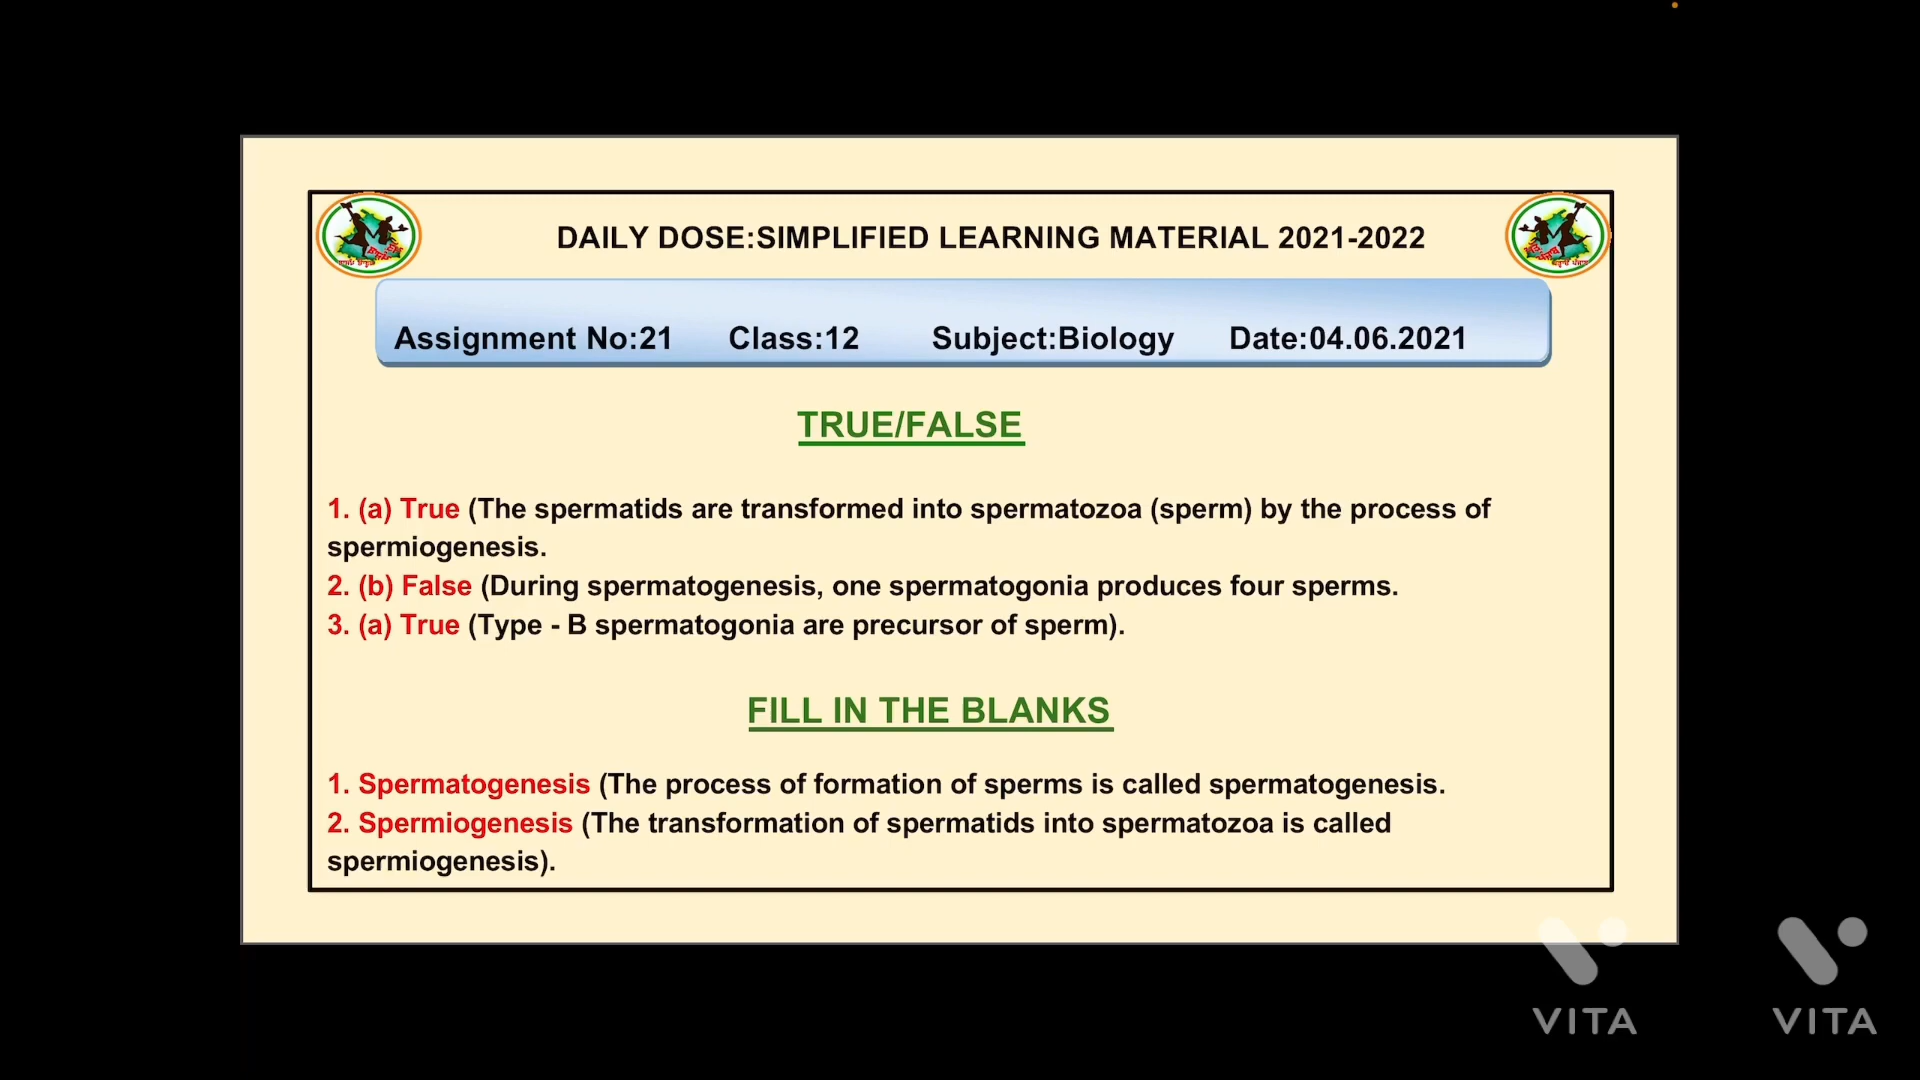 DAILY DOSE:SIMPLIFIED LEARNING MATERIAL 2021-2022
Assignment No:21 Class:12 Subject:Biology Date:04.06.2021
TRUE/FALSE
1. (a) True (The spermatids are transformed into spermatozoa (sperm) by the process of
spermiogenesis.
2. (b) False (During spermatogenesis, one spermatogonia produces four sperms.
3. (a) True (Type - B spermatogonia are precursor of sperm).
FILL IN THE BLANKS
1. Spermatogenesis (The process of formation of sperms is called spermatogenesis.
2. Spermiogenesis (The transformation of spermatids into spermatozoa is called
spermiogenesis).
VITA VITA